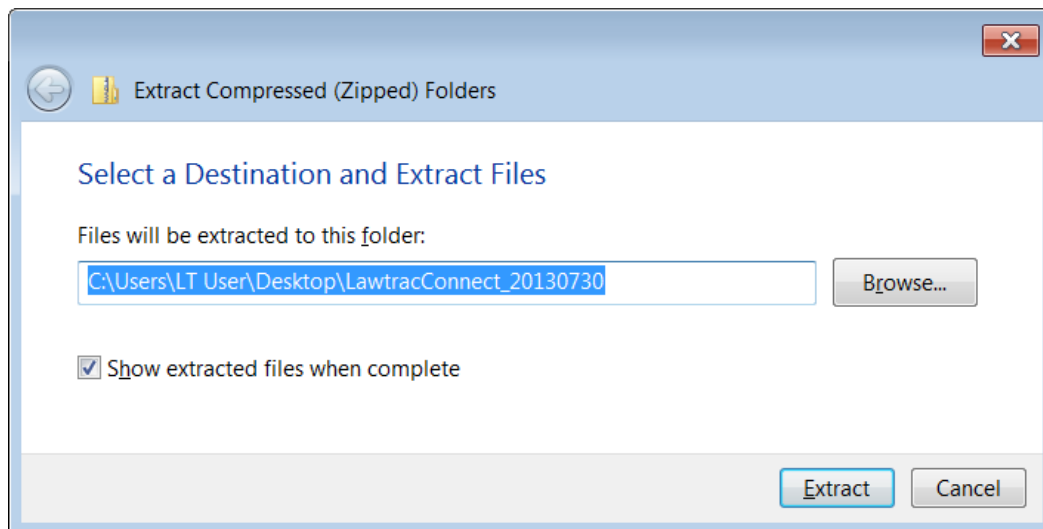 Extract Compressed (Zipped) Folders
Select a Destination and Extract Files
Files will be extracted to this folder:
C:\Users\LT User\Desktop\LawtracConnect_20130730
Browse...
Show extracted files when complete
Extract
Cancel